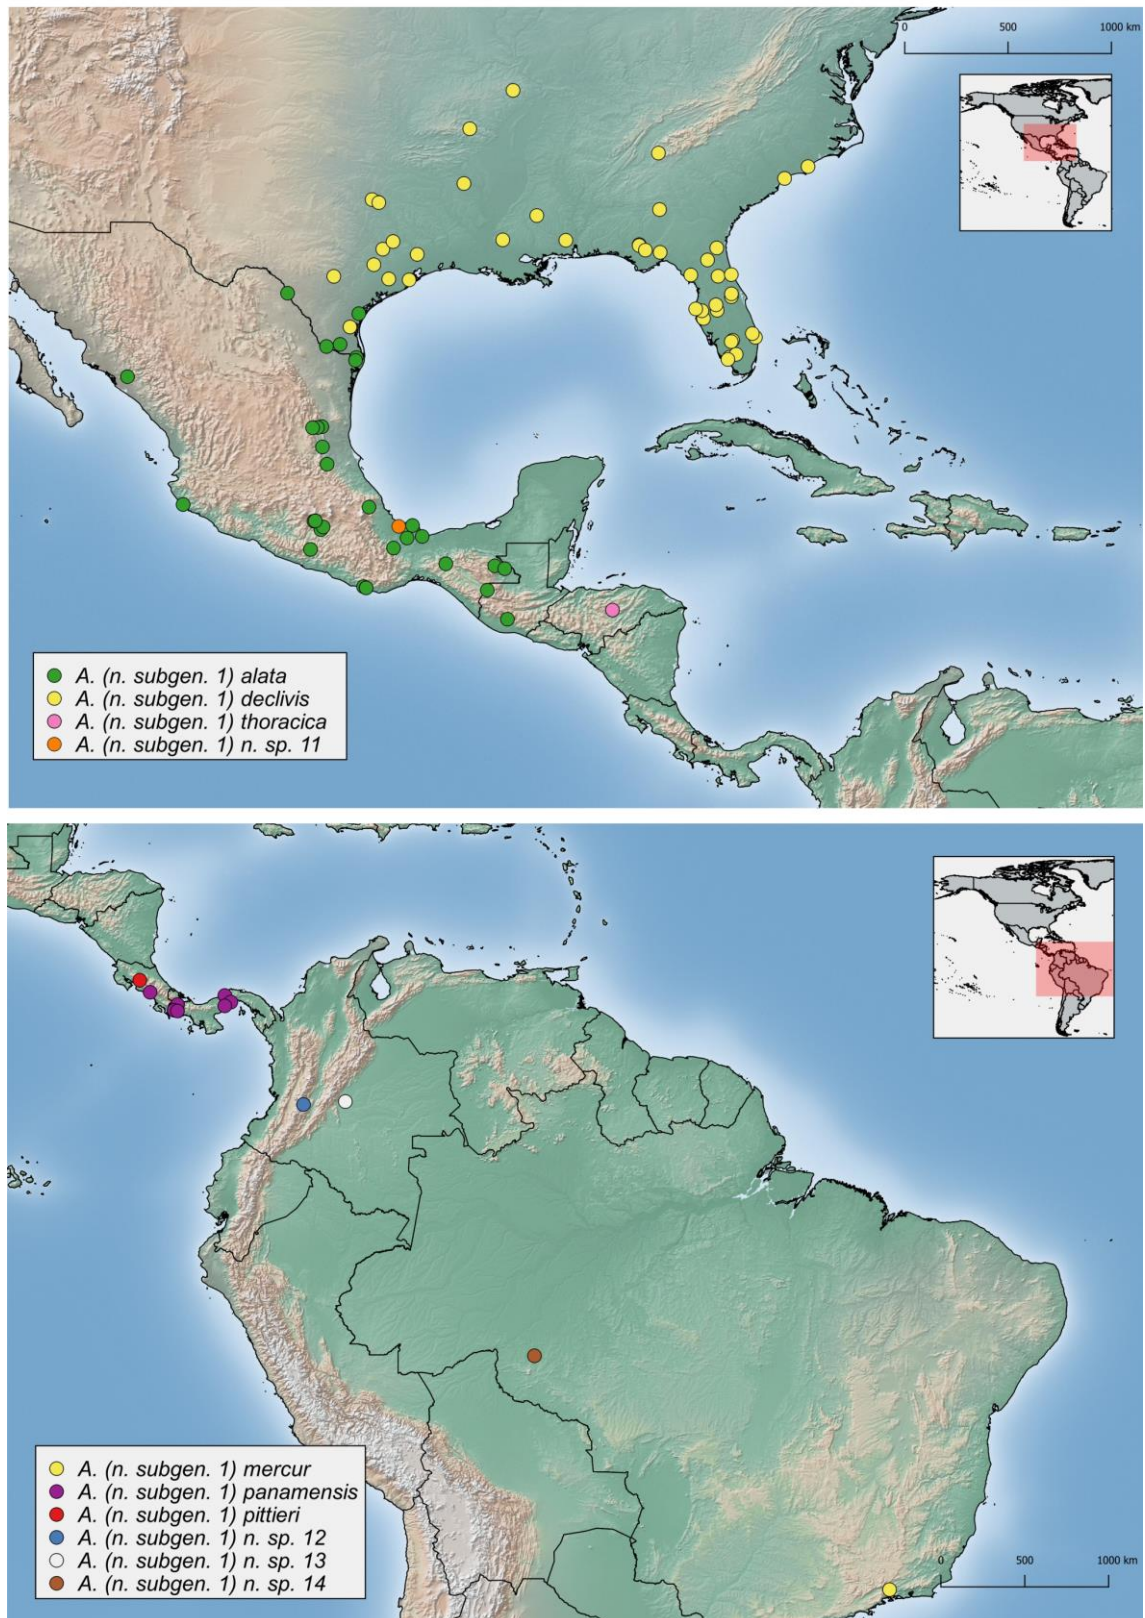 0 500 1000 km
A. (n. subgen. 1) alata
A. (n. subgen. 1) declivis
A. (n. subgen. 1) thoracica
A. (n. subgen. 1) n. sp. 11
A. (n. subgen. 1) mercur
A. (n. subgen. 1) panamensis
A. (n. subgen. 1) pittieri
A. (n. subgen. 1) n. sp. 12
A. (n. subgen. 1) n. sp. 13
A. (n. subgen. 1) n. sp. 14
0 500 1000 km